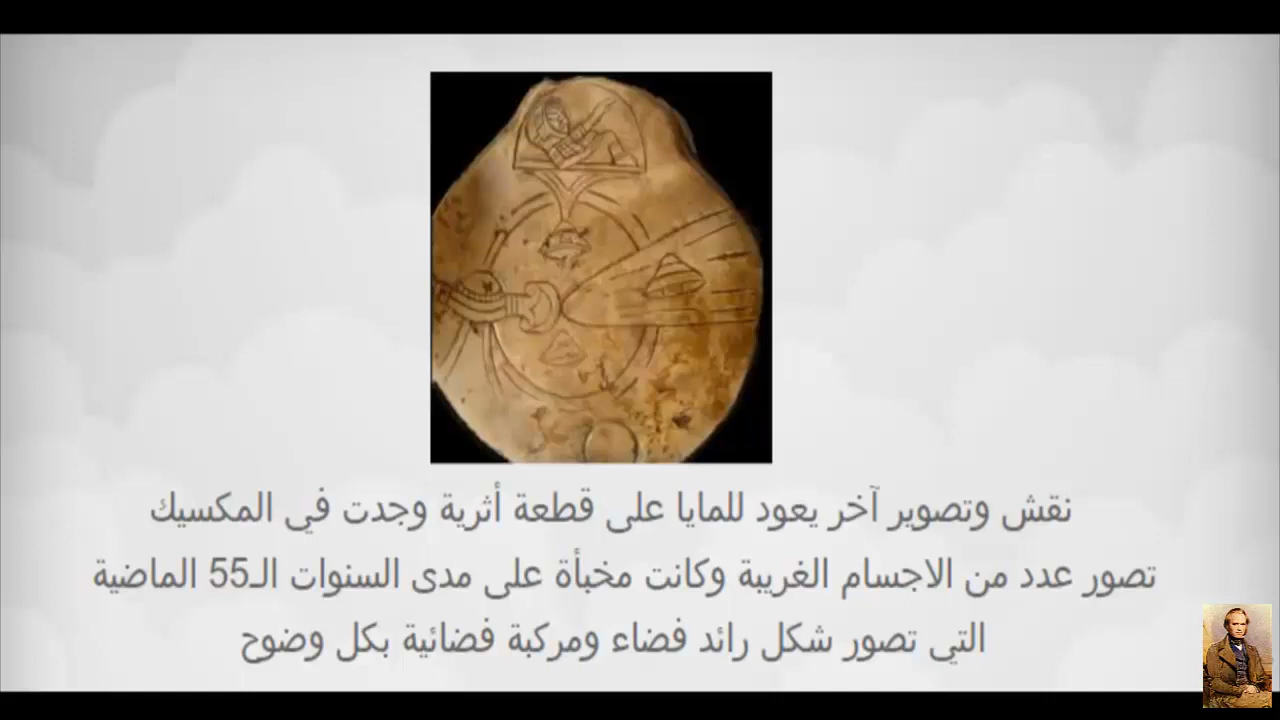 نقش وتصوير آخر يعود للمايا على قطعة أثرية وجدت في المكسيك
تصور عدد من الاجسام الغريبة وكانت مخبأة على مدى السنوات الـ55 الماضية
التي تصور شكل رائد فضاء ومركبة فضائية بكل وضوح